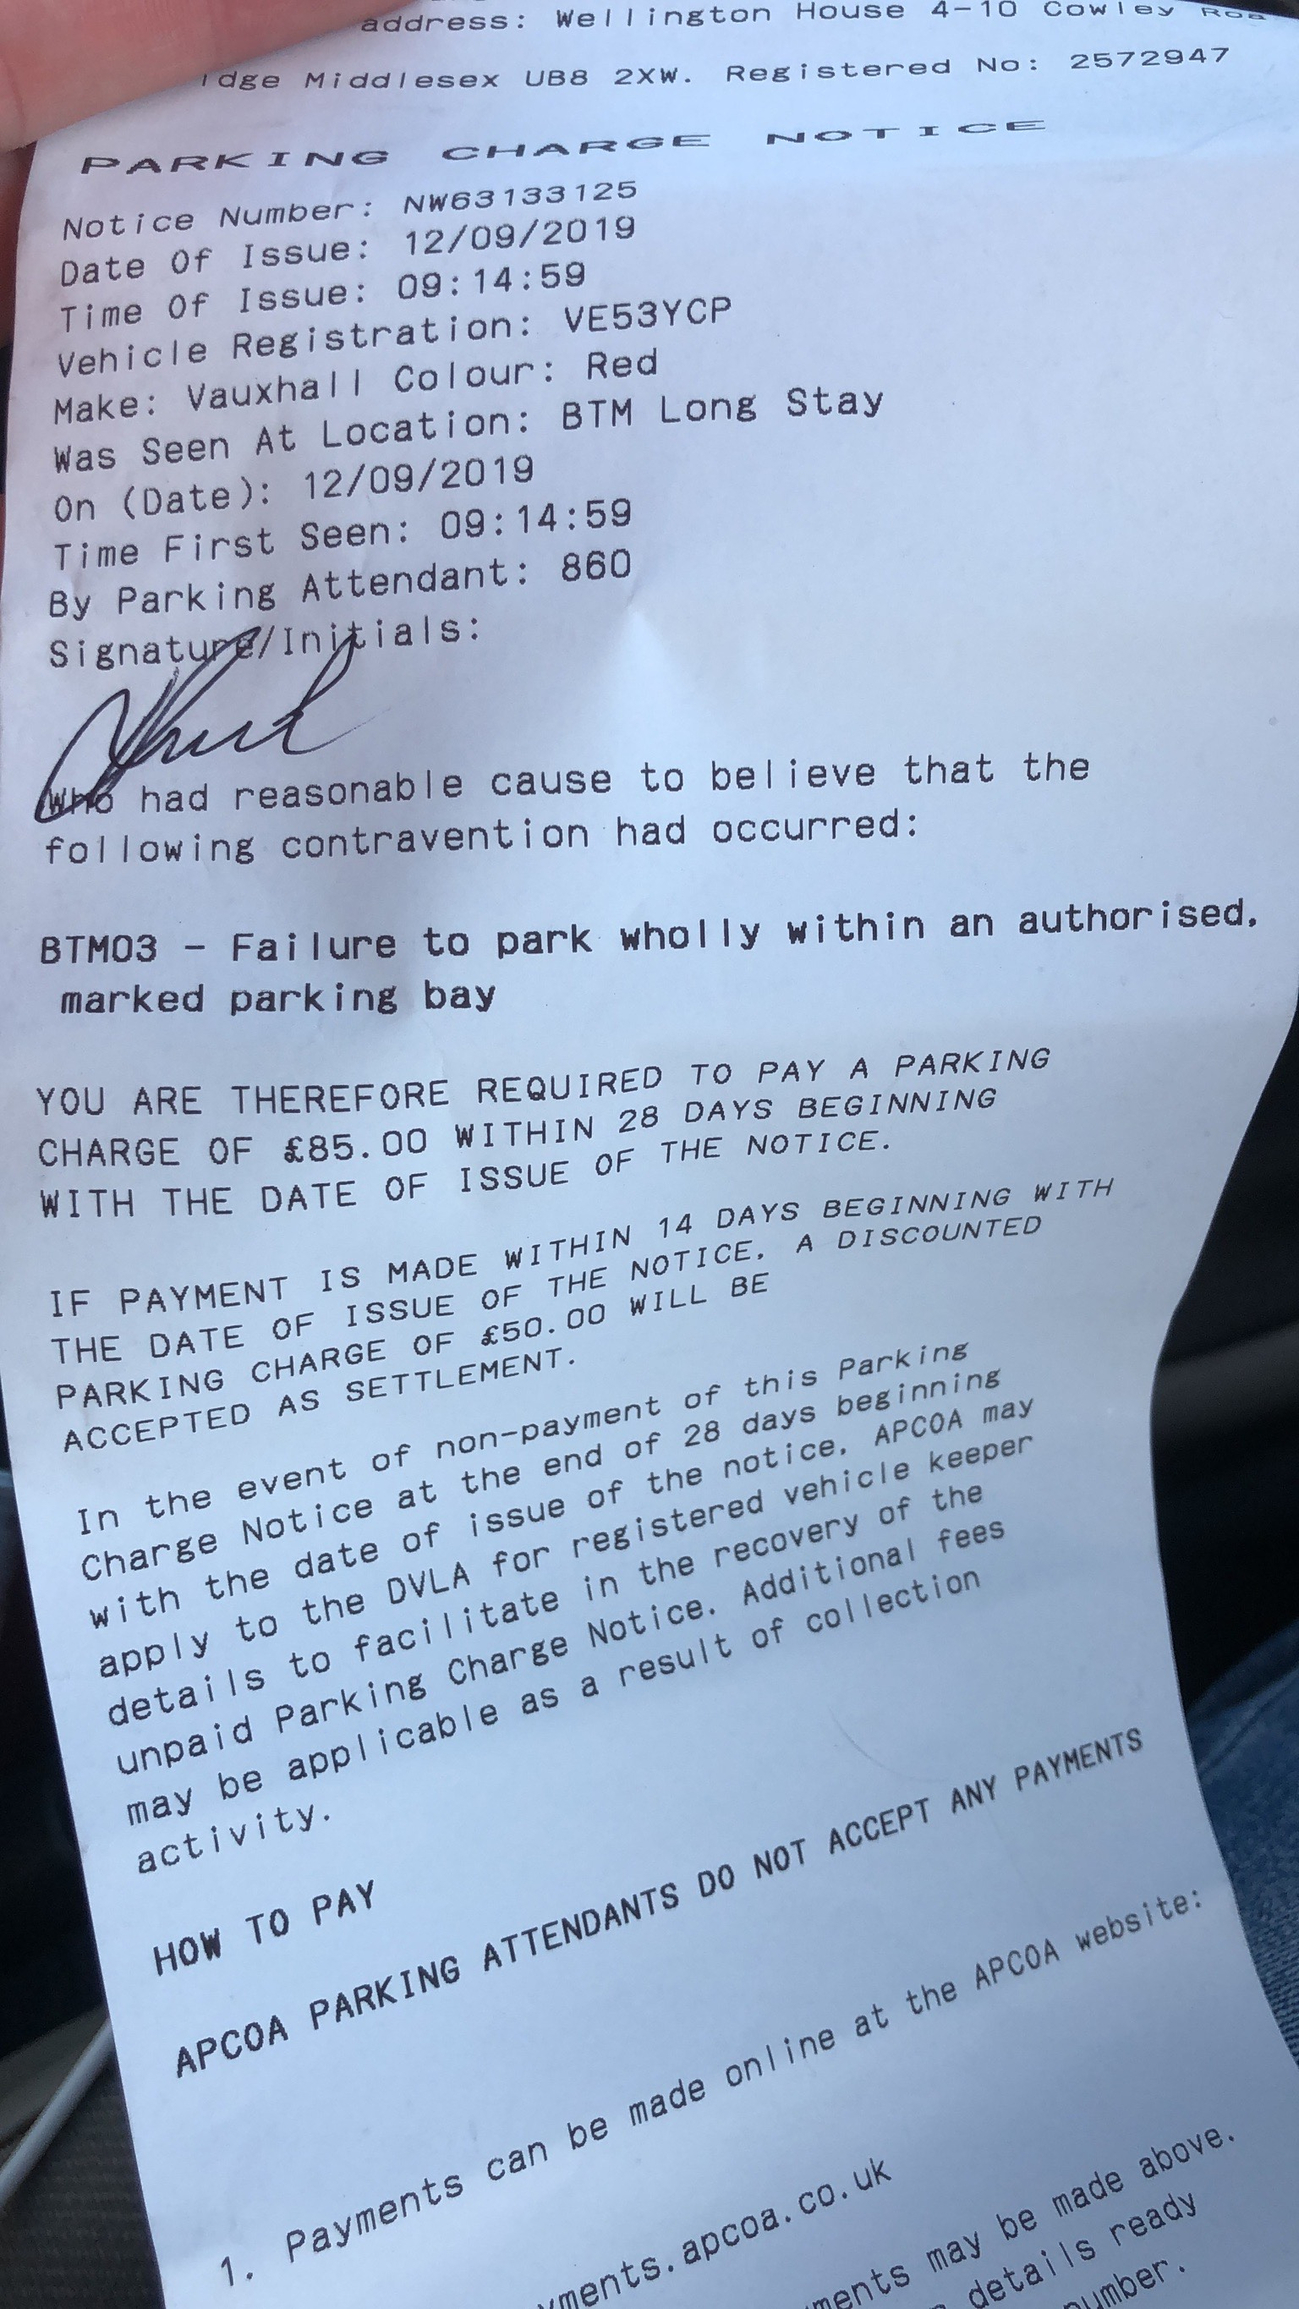 address: Wellington House 4-10 Cowley
idge Middlesex UB8 2XW. Registered No: 2572947
PARKING CHARGE NOTICE
Notice Number: NW63133125
Date Of Issue: 12/09/2019
Time Of Issue: 09:14:59
Vehicle Registration: VE53YCP
Make: Vauxhall Colour: Red
Was Seen At Location: BTM Long Stay
On (Date): 12/09/2019
Time First Seen: 09:14:59
By Parking Attendant: 860
Signature/Initials:
Who had reasonable cause to believe that the
following contravention had occurred:
BTM03 - Failure to park wholly within an authorised,
marked parking bay
YOU ARE THEREFORE REQUIRED TO PAY A PARKING
CHARGE OF £85.00 WITHIN 28 DAYS BEGINNING
WITH THE DATE OF ISSUE OF THE NOTICE.
IF PAYMENT IS MADE WITHIN 14 DAYS BEGINNING WITH
THE DATE OF ISSUE OF THE NOTICE, A DISCOUNTED
PARKING CHARGE OF £50.00 WILL BE
ACCEPTED AS SETTLEMENT.
In the event of non-payment of this Parking
Charge Notice at the end of 28 days beginning
with the date of issue of the notice, APCOA may
apply to the DVLA for registered vehicle keeper
details to facilitate in the recovery of the
unpaid Parking Charge Notice. Additional fees
may be applicable as a result of collection
activity.
HOW TO PAY
APCOA PARKING ATTENDANTS DO NOT ACCEPT ANY PAYMENTS
1. Payments can be made online at the APCOA website:
yments.apcoa.co.uk
ments may be made above.
details ready
number.